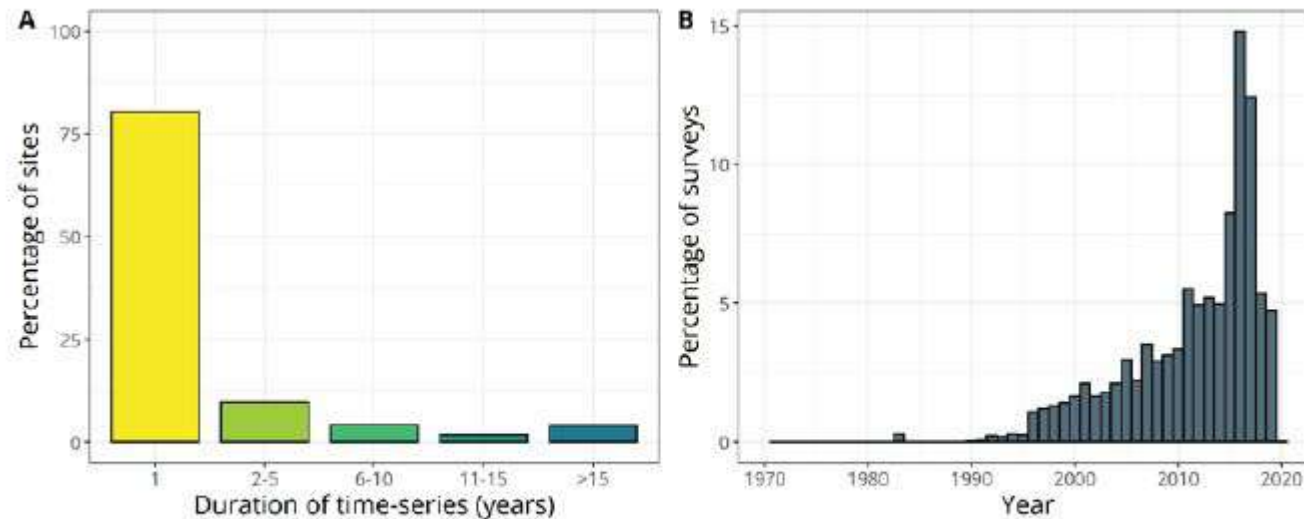 A
Percentage of sites
100
75
50
25
0
1 2-5 6-10 11-15 >15
Duration of time-series (years)
B
Percentage of surveys
15
10
5
0
1970 1980 1990 2000 2010 2020
Year